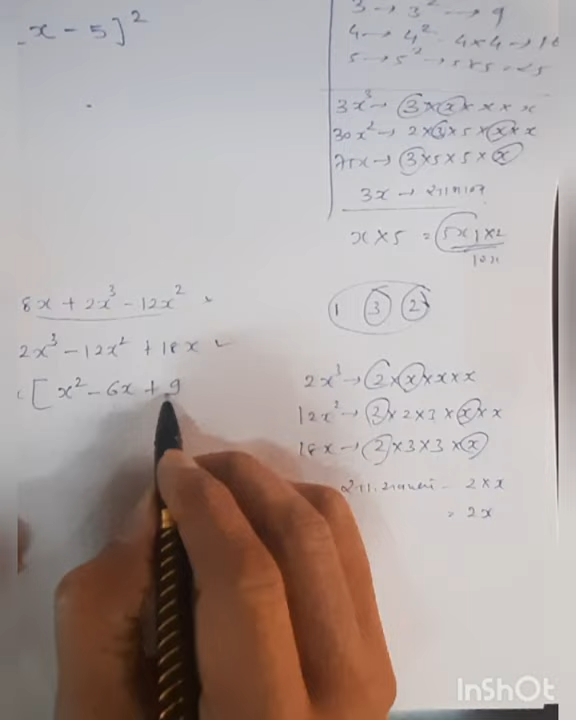 x - 5]²
3 → 3² → 9
4 → 4² 4×4 → 16
5 → 5² → 5×5 = 25
3x³ → 3×x×x×x
30x² → 2×3×5×x×x
75x → 3×5×5×x
3x →
x × 5 = 5x × 2
10x
8x + 2x³ - 12x²
1 3 2
2x³ - 12x² + 18x
[ x² - 6x + 9
2x³ → 2×x×x×x
12x² → 2×2×3×x×x
18x → 2×3×3×x
- 2×x
= 2x
InShOt